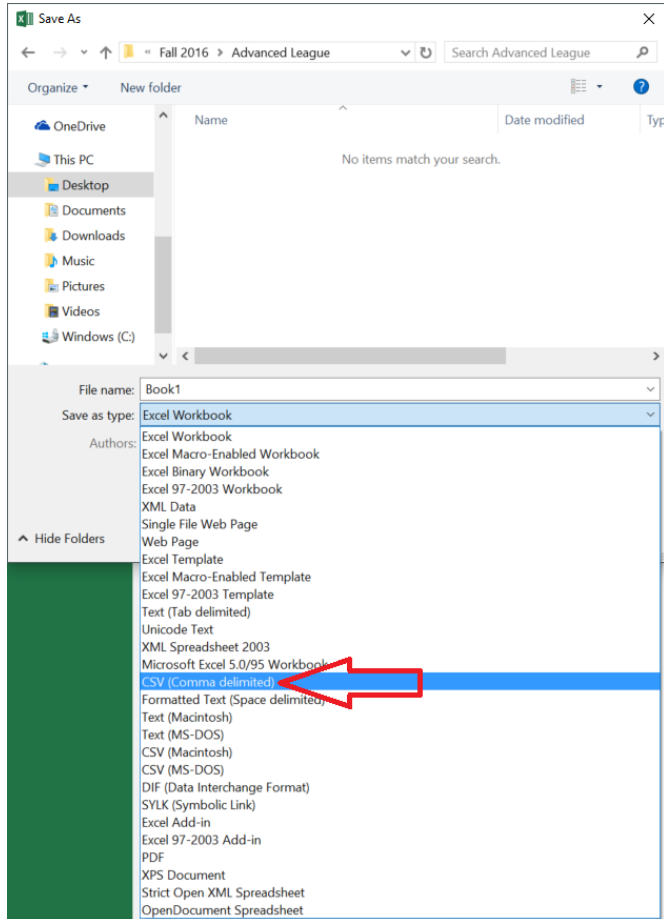 Save As
« Fall 2016 > Advanced League
Search Advanced League
Organize
New folder
OneDrive
This PC
Desktop
Documents
Downloads
Music
Pictures
Videos
Windows (C:)
Name
Date modified
Typ
No items match your search.
File name: Book1
Save as type: Excel Workbook
Authors:
Excel Workbook
Excel Macro-Enabled Workbook
Excel Binary Workbook
Excel 97-2003 Workbook
XML Data
Single File Web Page
Web Page
Excel Template
Excel Macro-Enabled Template
Excel 97-2003 Template
Text (Tab delimited)
Unicode Text
XML Spreadsheet 2003
Microsoft Excel 5.0/95 Workbook
CSV (Comma delimited)
Formatted Text (Space delimited)
Text (Macintosh)
Text (MS-DOS)
CSV (Macintosh)
CSV (MS-DOS)
DIF (Data Interchange Format)
SYLK (Symbolic Link)
Excel Add-in
Excel 97-2003 Add-in
PDF
XPS Document
Strict Open XML Spreadsheet
OpenDocument Spreadsheet
Hide Folders